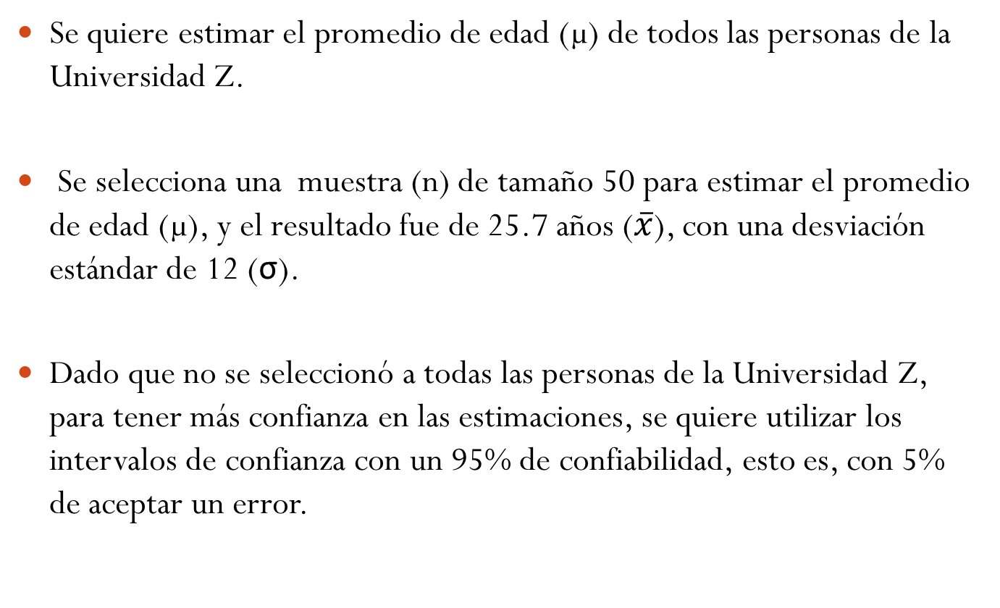 • Se quiere estimar el promedio de edad (µ) de todos las personas de la
Universidad Z.
• Se selecciona una muestra (n) de tamaño 50 para estimar el promedio
de edad (µ), y el resultado fue de 25.7 años (x̄), con una desviación
estándar de 12 (σ).
• Dado que no se seleccionó a todas las personas de la Universidad Z,
para tener más confianza en las estimaciones, se quiere utilizar los
intervalos de confianza con un 95% de confiabilidad, esto es, con 5%
de aceptar un error.